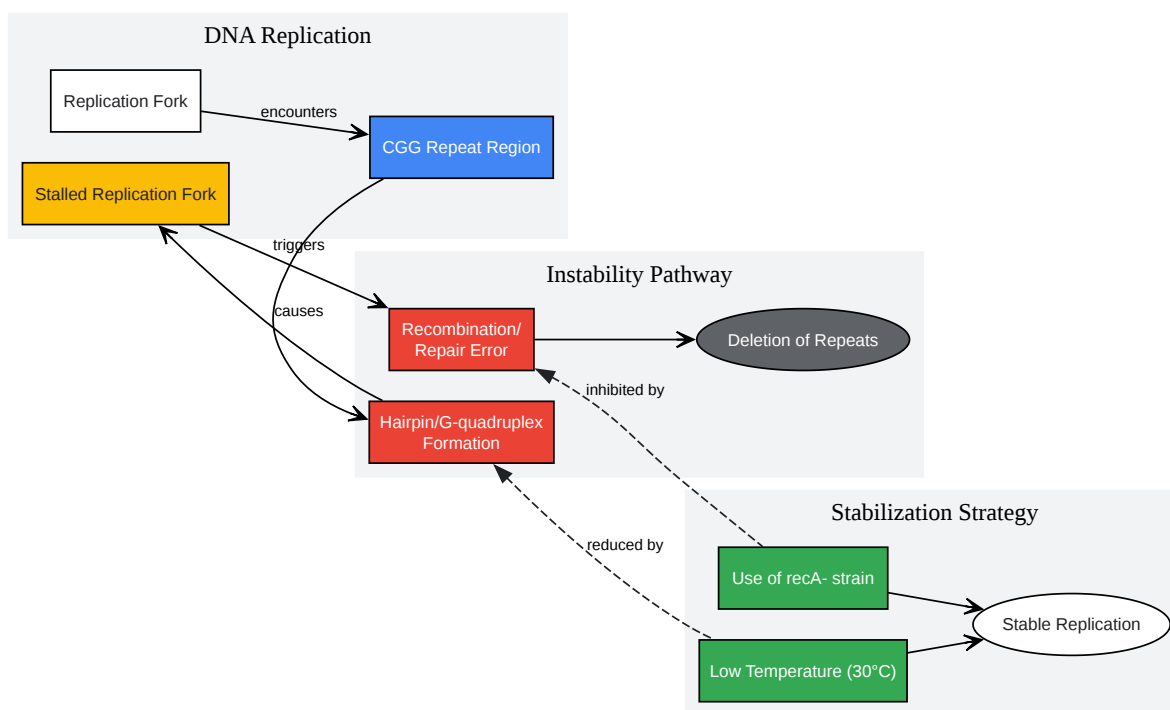 DNA Replication
Replication Fork
encounters
CGG Repeat Region
Stalled Replication Fork
triggers
causes
Instability Pathway
Recombination/
Repair Error
Deletion of Repeats
inhibited by
Hairpin/G-quadruplex
Formation
reduced by
Stabilization Strategy
Use of recA- strain
Stable Replication
Low Temperature (30°C)